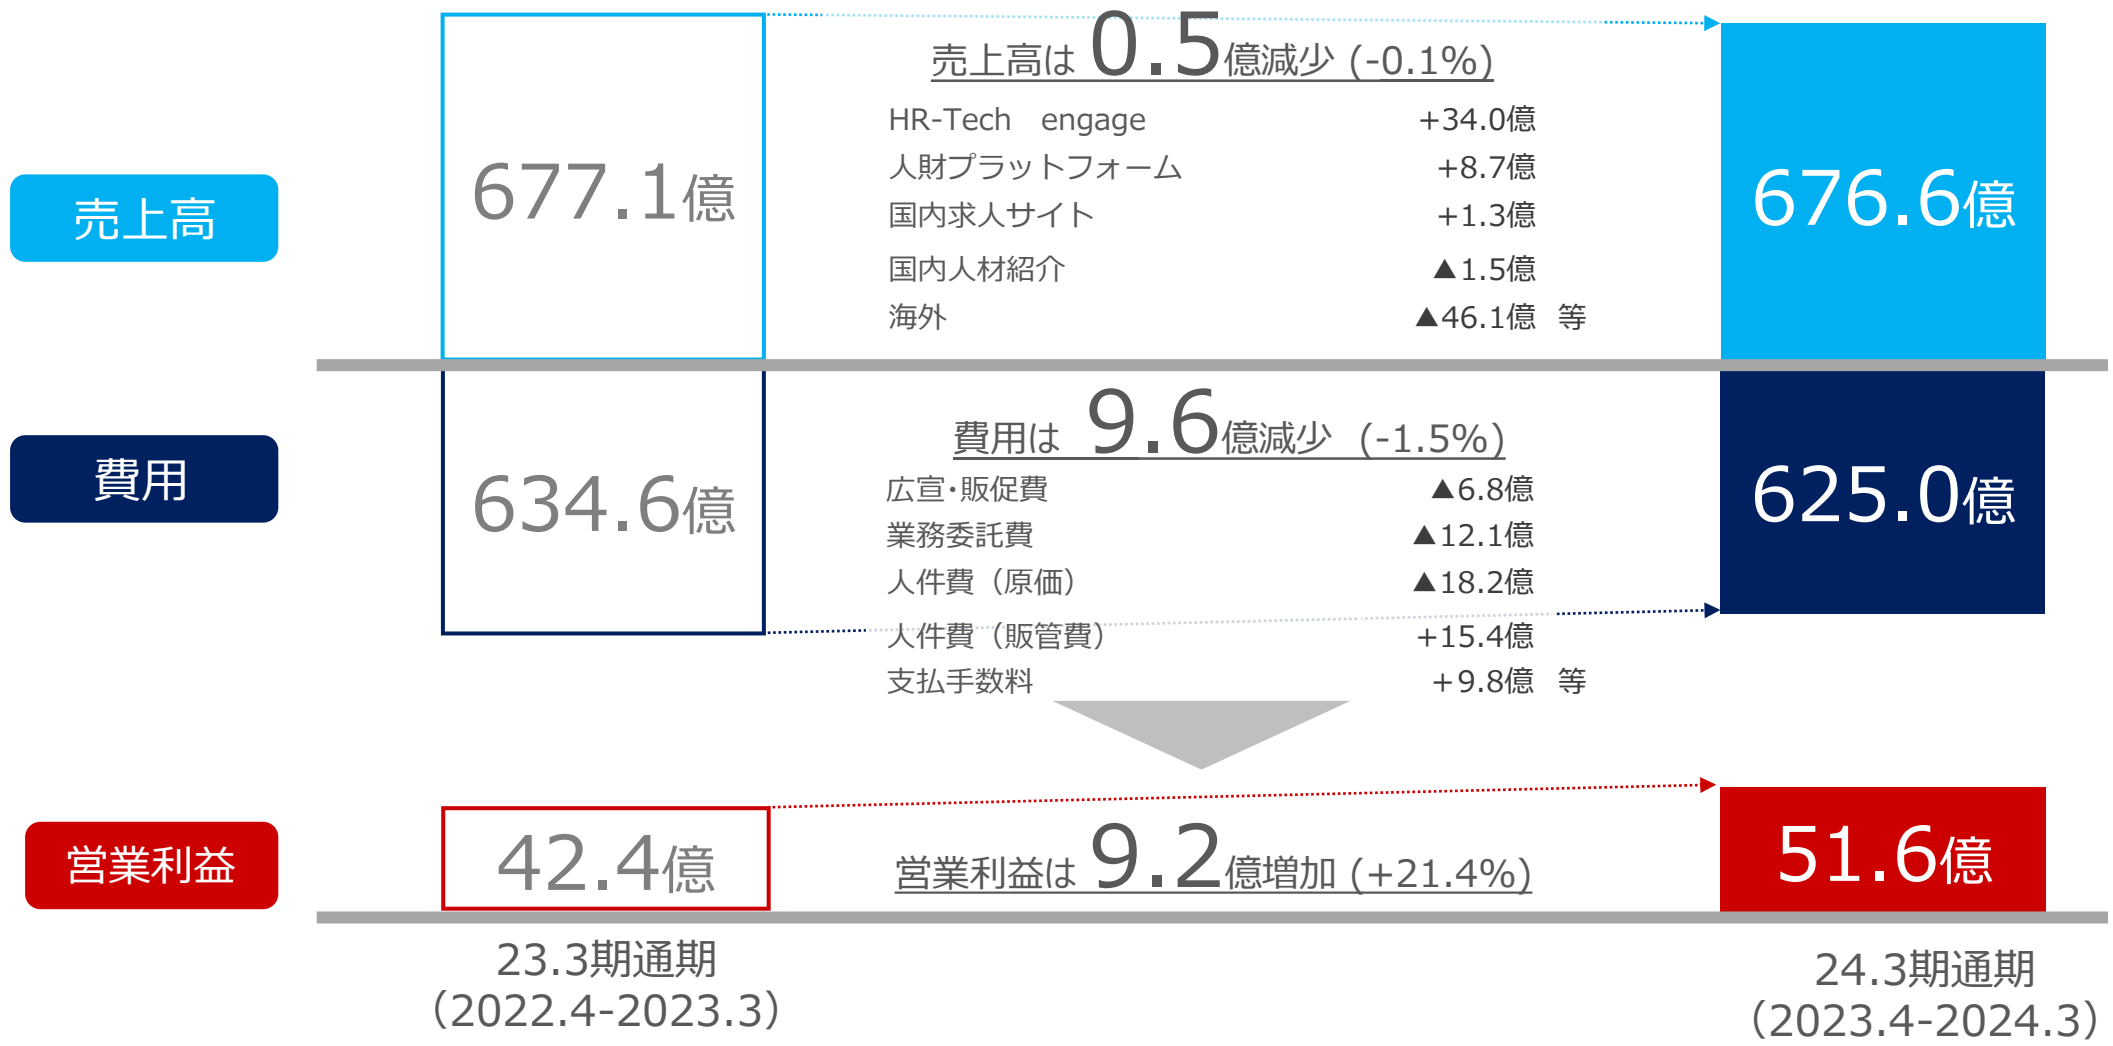 売上高は 0.5億減少 (-0.1%)
HR-Tech engage +34.0億
人財プラットフォーム +8.7億
国内求人サイト +1.3億
国内人材紹介 ▲1.5億
海外 ▲46.1億 等
売上高
677.1億
676.6億
費用は 9.6億減少 (-1.5%)
広宣・販促費 ▲6.8億
業務委託費 ▲12.1億
人件費（原価） ▲18.2億
人件費（販管費） +15.4億
支払手数料 +9.8億 等
費用
634.6億
625.0億
営業利益
42.4億
営業利益は 9.2億増加 (+21.4%)
51.6億
23.3期通期
（2022.4-2023.3）
24.3期通期
（2023.4-2024.3）